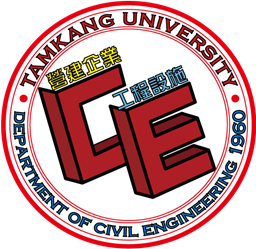 TAMKANG UNIVERSITY
營建企業
工程設施
CE
DEPARTMENT OF CIVIL ENGINEERING 1960